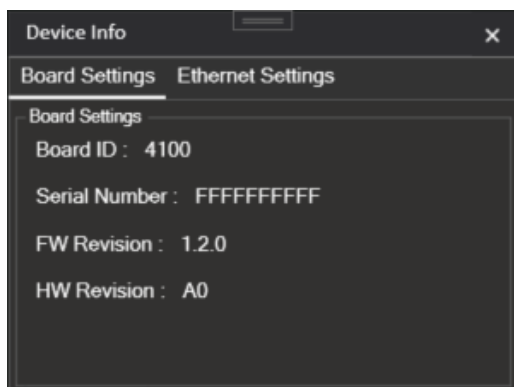 Device Info
Board Settings Ethernet Settings
Board Settings
Board ID : 4100
Serial Number : FFFFFFFFFF
FW Revision : 1.2.0
HW Revision : A0